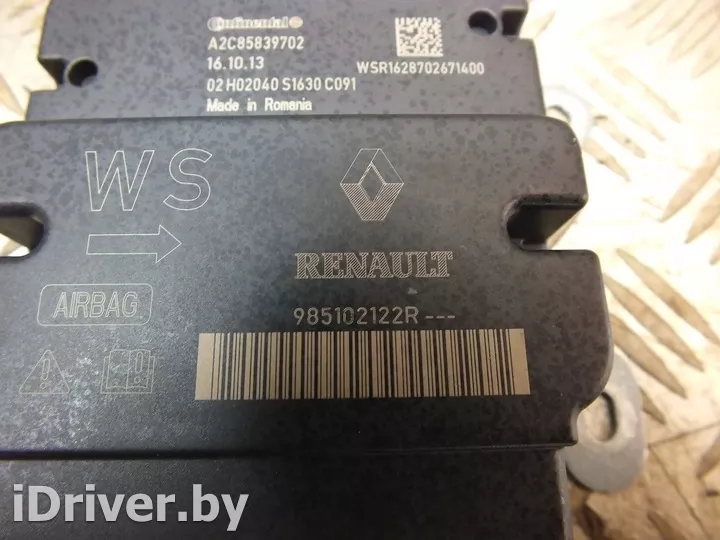 Continental
A2C85839702
16.10.13
02 H02040 S1630 C091
Made in Romania
WSR1628702671400
WS
RENAULT
AIRBAG
985102122R ---
iDriver.by